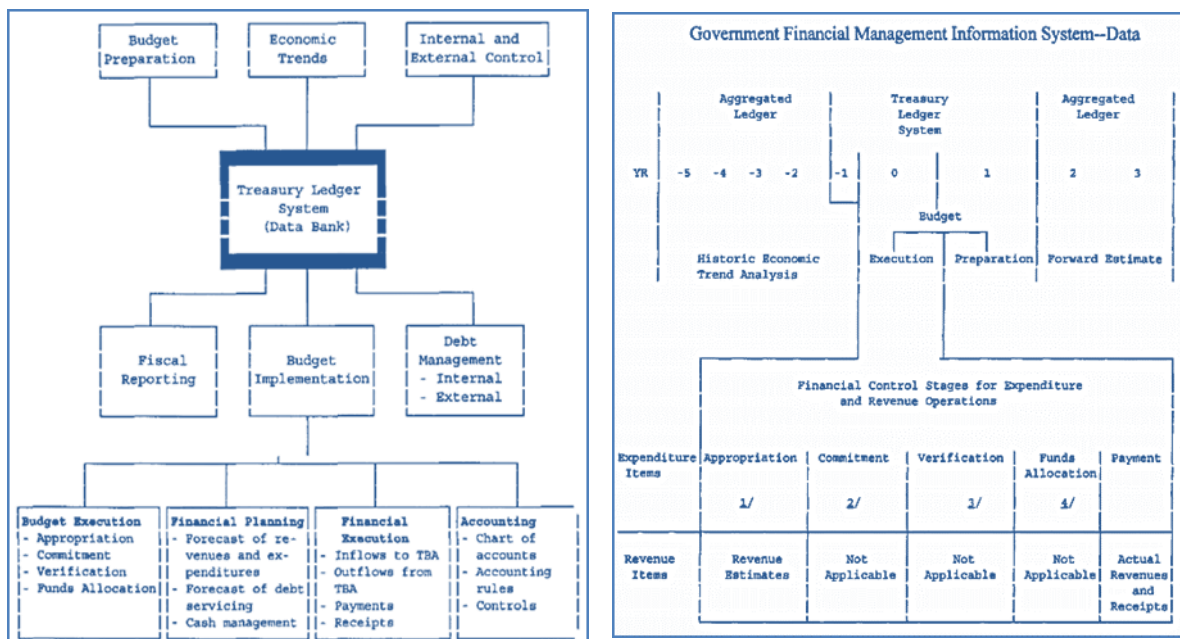 Budget
Preparation
Economic
Trends
Internal and
External Control
Treasury Ledger
System
(Data Bank)
Fiscal
Reporting
Budget
Implementation
Debt
Management
- Internal
- External
Budget Execution
- Appropriation
- Commitment
- Verification
- Funds Allocation
Financial Planning
- Forecast of re-
venues and ex-
penditures
- Forecast of debt
servicing
- Cash management
Financial
Execution
- Inflows to TBA
- Outflows from
TBA
- Payments
- Receipts
Accounting
- Chart of
accounts
- Accounting
rules
- Controls
Government Financial Management Information System--Data
Aggregated
Ledger
Treasury
Ledger
System
Aggregated
Ledger
YR -5 -4 -3 -2 -1 0 1 2 3
Budget
Historic Economic
Trend Analysis
Execution
Preparation
Forward Estimate
Financial Control Stages for Expenditure
and Revenue Operations
Expenditure
Items
Appropriation
1/
Commitment
2/
Verification
3/
Funds
Allocation
4/
Payment
Revenue
Items
Revenue
Estimates
Not
Applicable
Not
Applicable
Not
Applicable
Actual
Revenues
and
Receipts